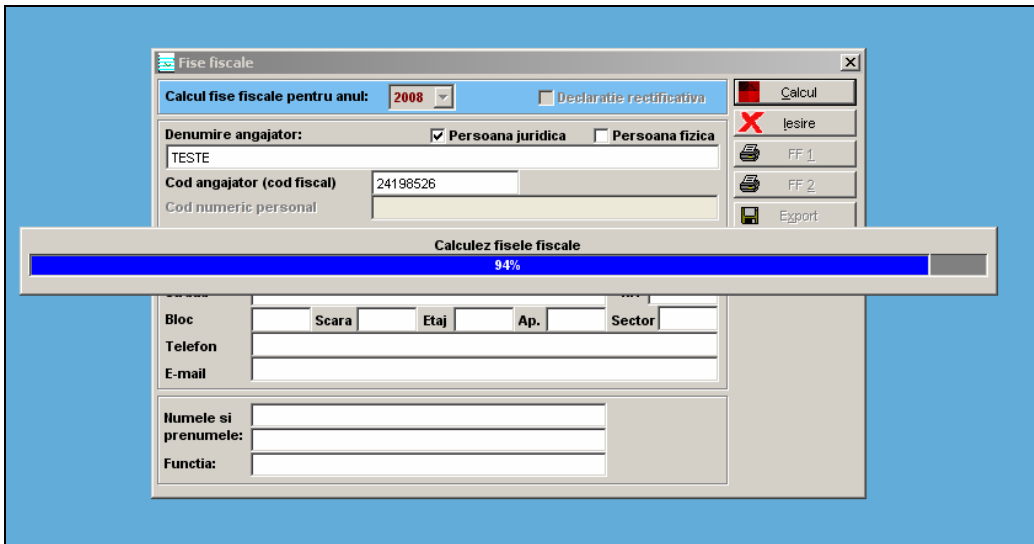 Fise fiscale
Calcul fise fiscale pentru anul: 2008 Declaratie rectificativa
Calcul
Iesire
FF 1
FF 2
Export
Denumire angajator: Persoana juridica Persoana fizica
TESTE
Cod angajator (cod fiscal) 24198526
Cod numeric personal
Calculez fisele fiscale
94%
Bloc Scara Etaj Ap. Sector
Telefon
E-mail
Numele si
prenumele:
Functia: